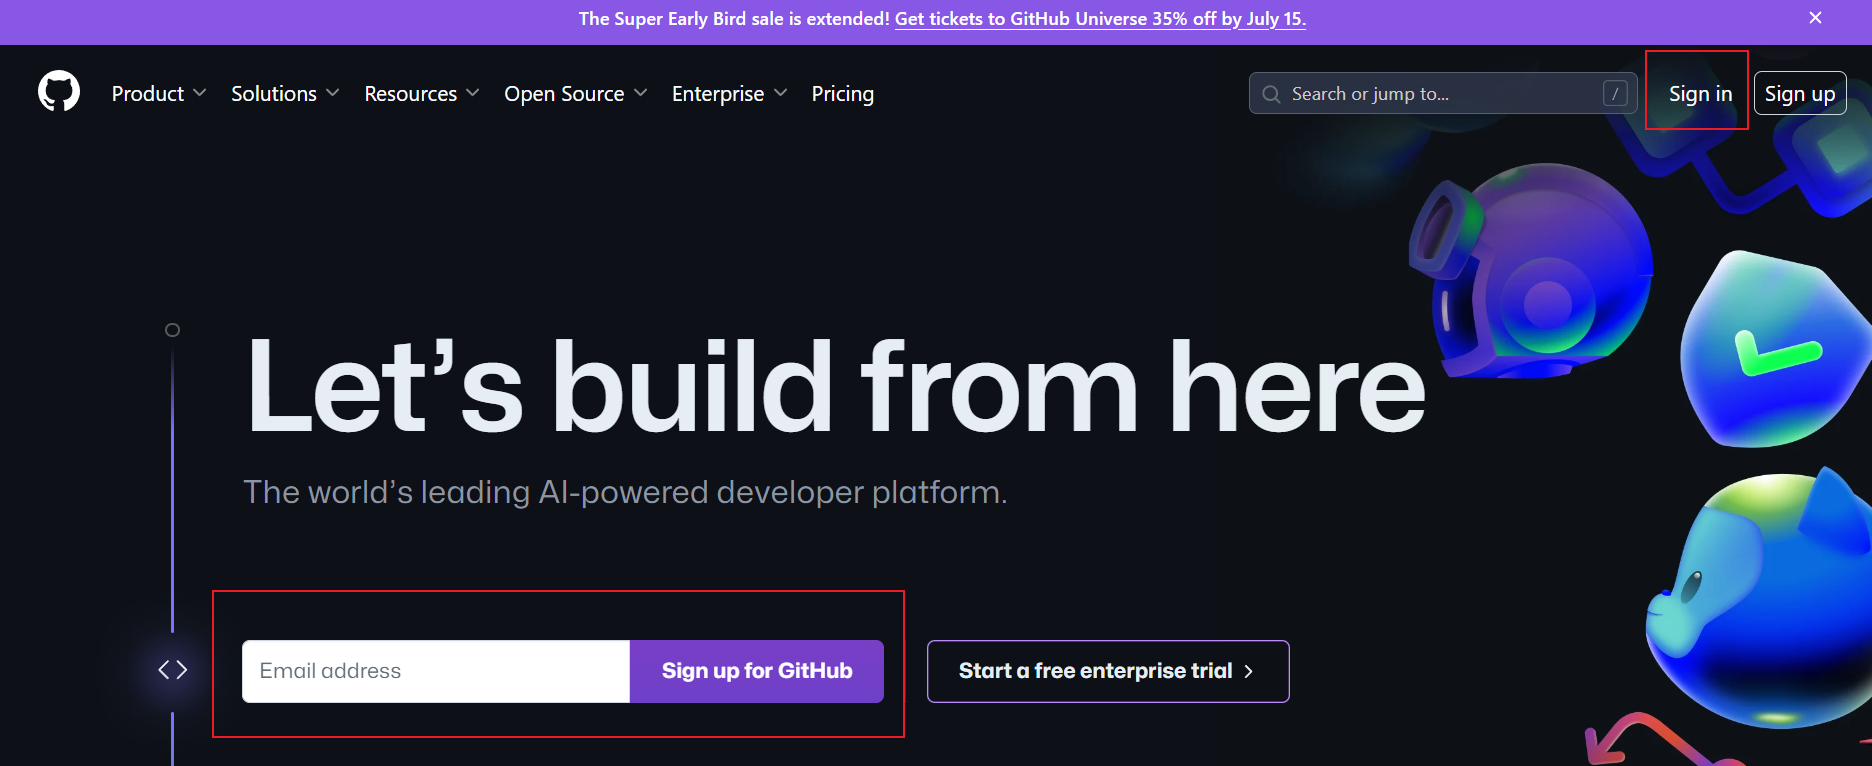 The Super Early Bird sale is extended! Get tickets to GitHub Universe 35% off by July 15.
Product Solutions Resources Open Source Enterprise Pricing Search or jump to... / Sign in Sign up
Let’s build from here
The world’s leading AI-powered developer platform.
Email address Sign up for GitHub Start a free enterprise trial